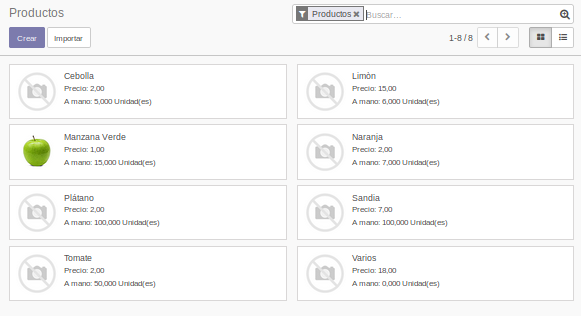 Productos
Productos ✖ Buscar...
Crear Importar
1-8 / 8
Cebolla
Precio: 2,00
A mano: 5,000 Unidad(es)
Limón
Precio: 15,00
A mano: 6,000 Unidad(es)
Manzana Verde
Precio: 1,00
A mano: 15,000 Unidad(es)
Naranja
Precio: 2,00
A mano: 7,000 Unidad(es)
Plátano
Precio: 2,00
A mano: 100,000 Unidad(es)
Sandía
Precio: 7,00
A mano: 100,000 Unidad(es)
Tomate
Precio: 2,00
A mano: 50,000 Unidad(es)
Varios
Precio: 18,00
A mano: 0,000 Unidad(es)